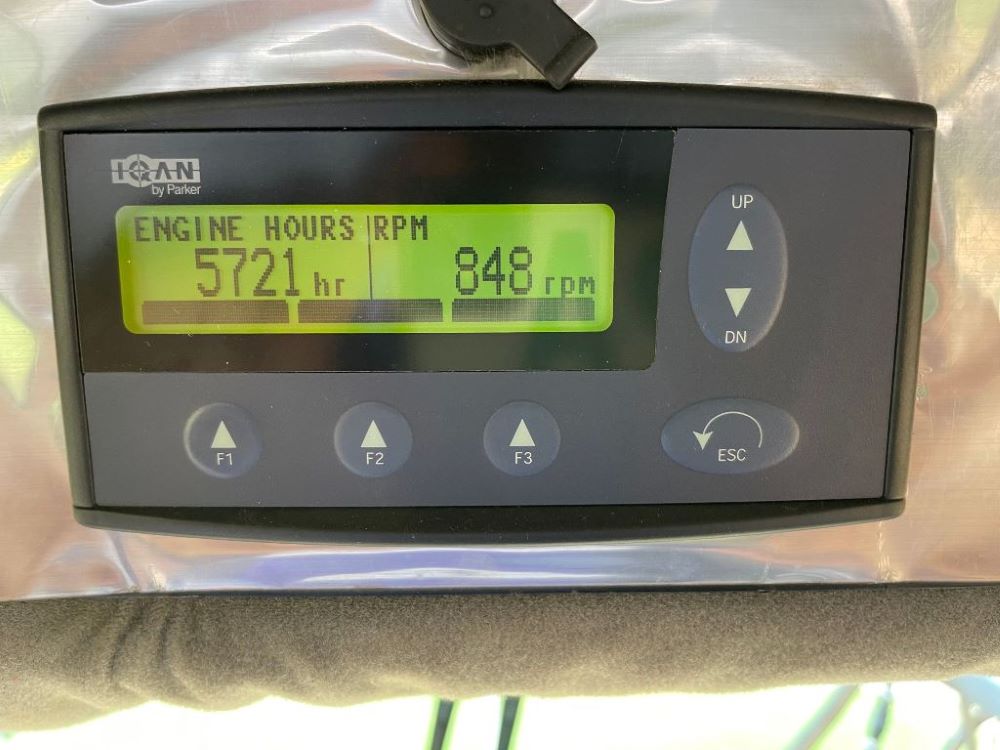 IQAN
by Parker
ENGINE HOURS RPM
5721 hr 848 rpm
UP
DN
F1 F2 F3 ESC